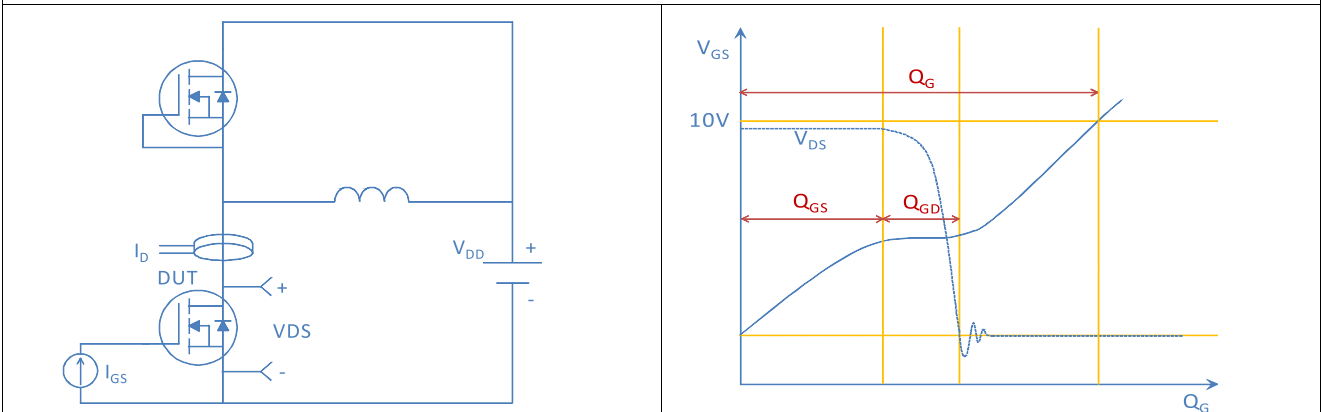 I_D
DUT
+
VDS
-
I_GS
V_DD
+
-
V_GS
Q_G
10V
V_DS
Q_GS
Q_GD
Q_G